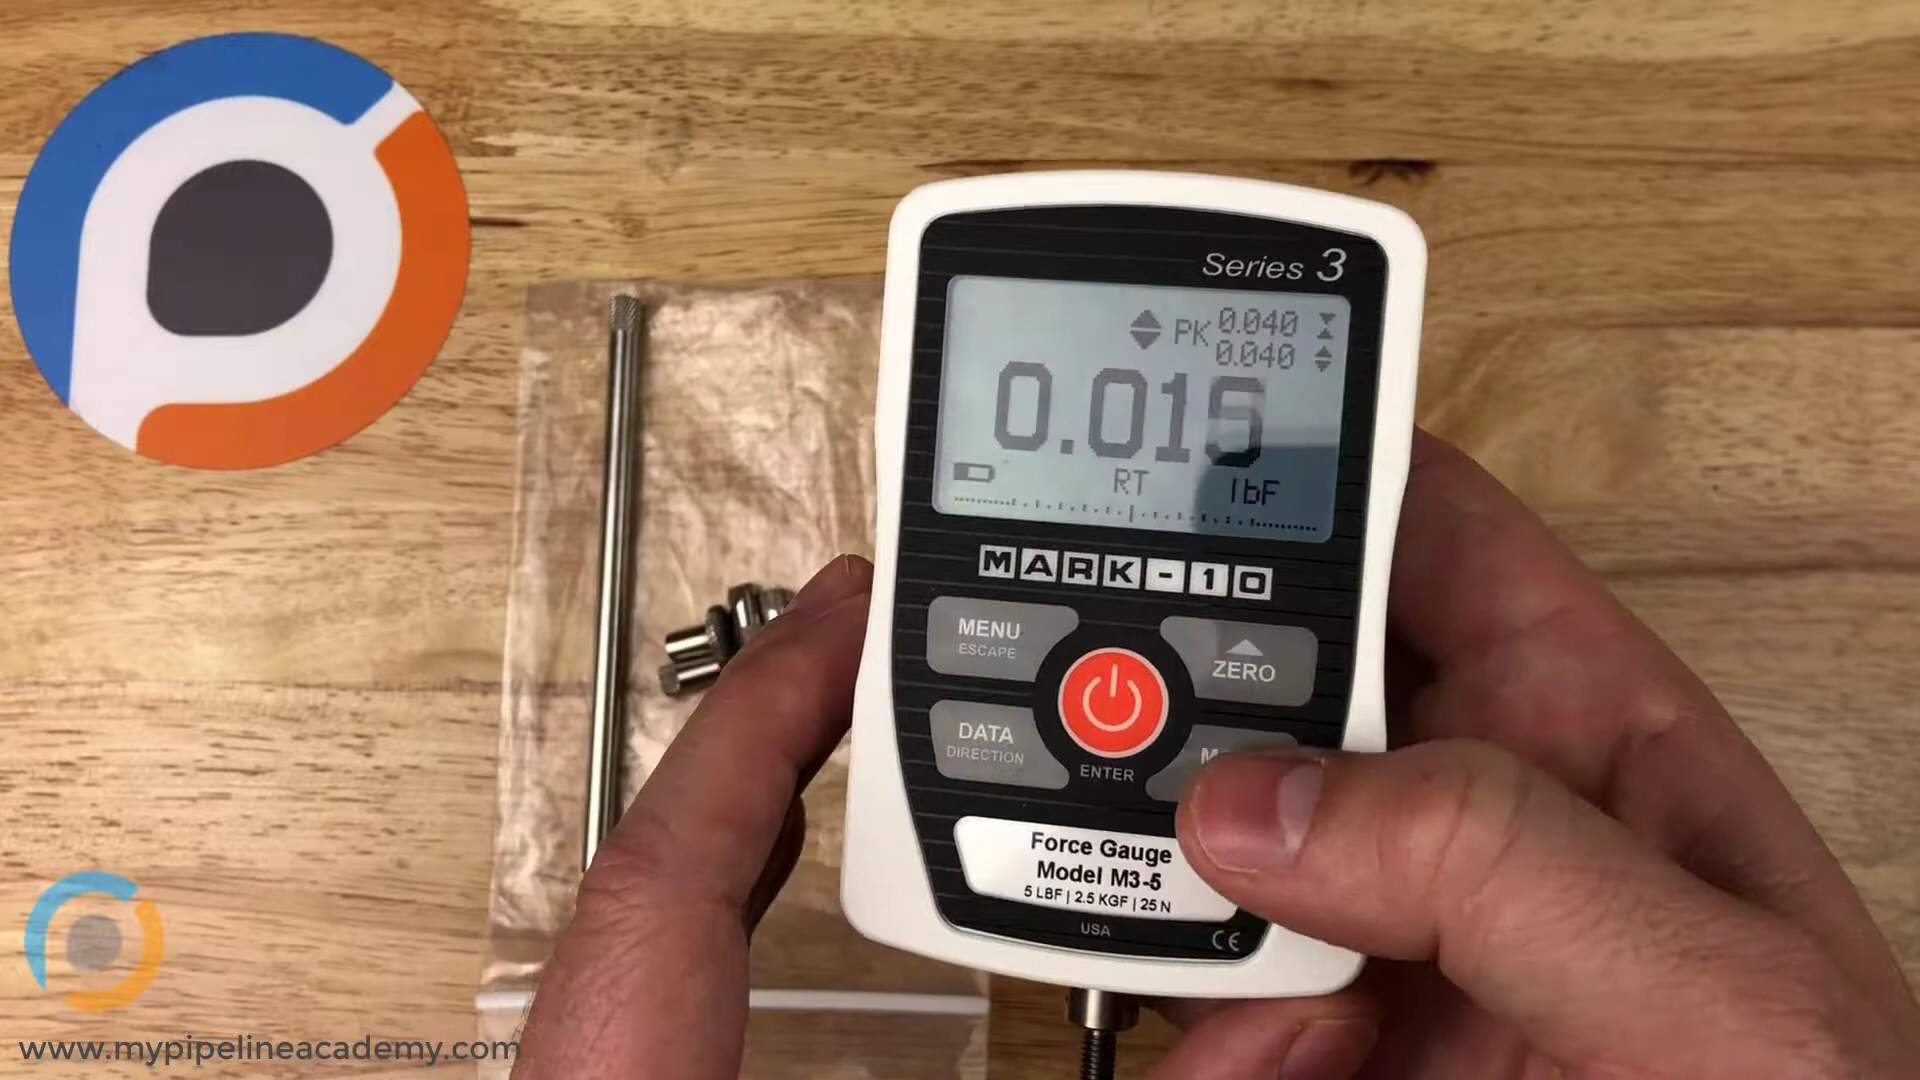 Series 3
PK 0.040
0.040
0.015
RT lbF
MARK-10
MENU
ESCAPE
ZERO
DATA
DIRECTION
ENTER
Force Gauge
Model M3-5
5 LBF | 2.5 KGF | 25 N
USA
CE
www.mypipelineacademy.com